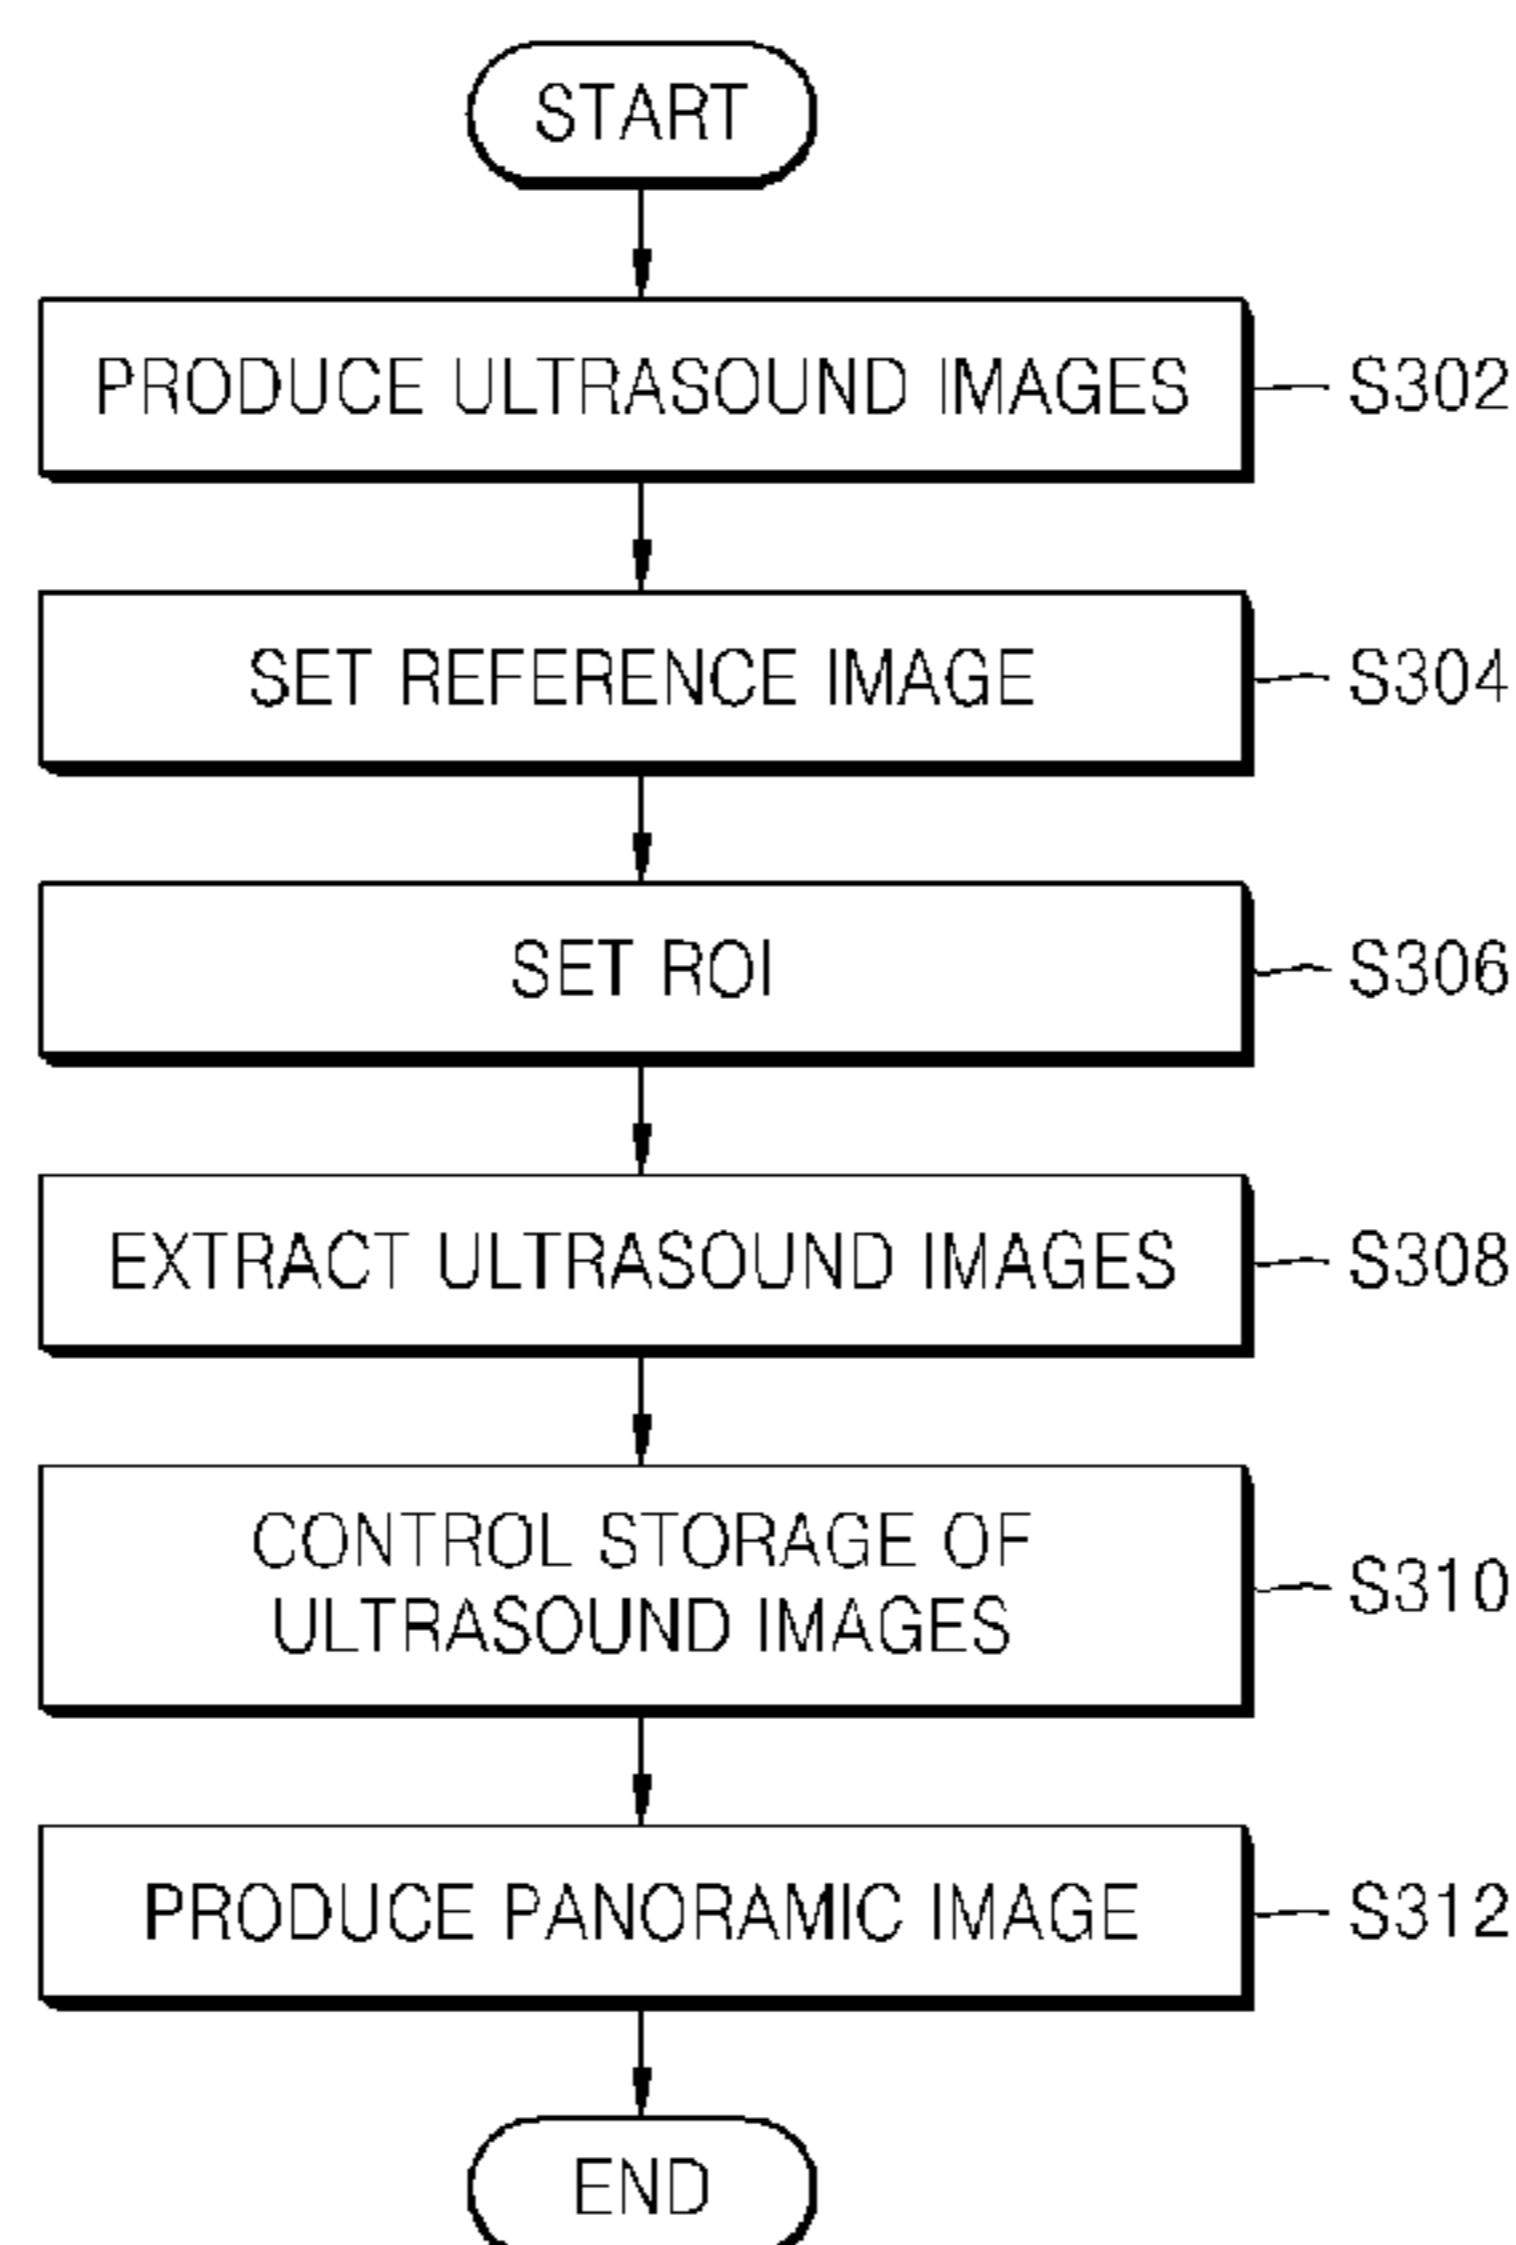 START
PRODUCE ULTRASOUND IMAGES
S302
SET REFERENCE IMAGE
S304
SET ROI
S306
EXTRACT ULTRASOUND IMAGES
S308
CONTROL STORAGE OF
ULTRASOUND IMAGES
S310
PRODUCE PANORAMIC IMAGE
S312
END